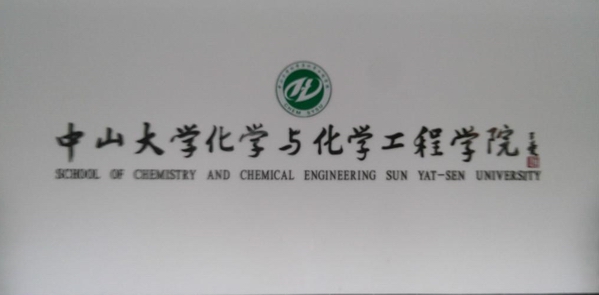 中山大学化学与化学工程学院
SCHOOL OF CHEMISTRY AND CHEMICAL ENGINEERING SUN YAT-SEN UNIVERSITY